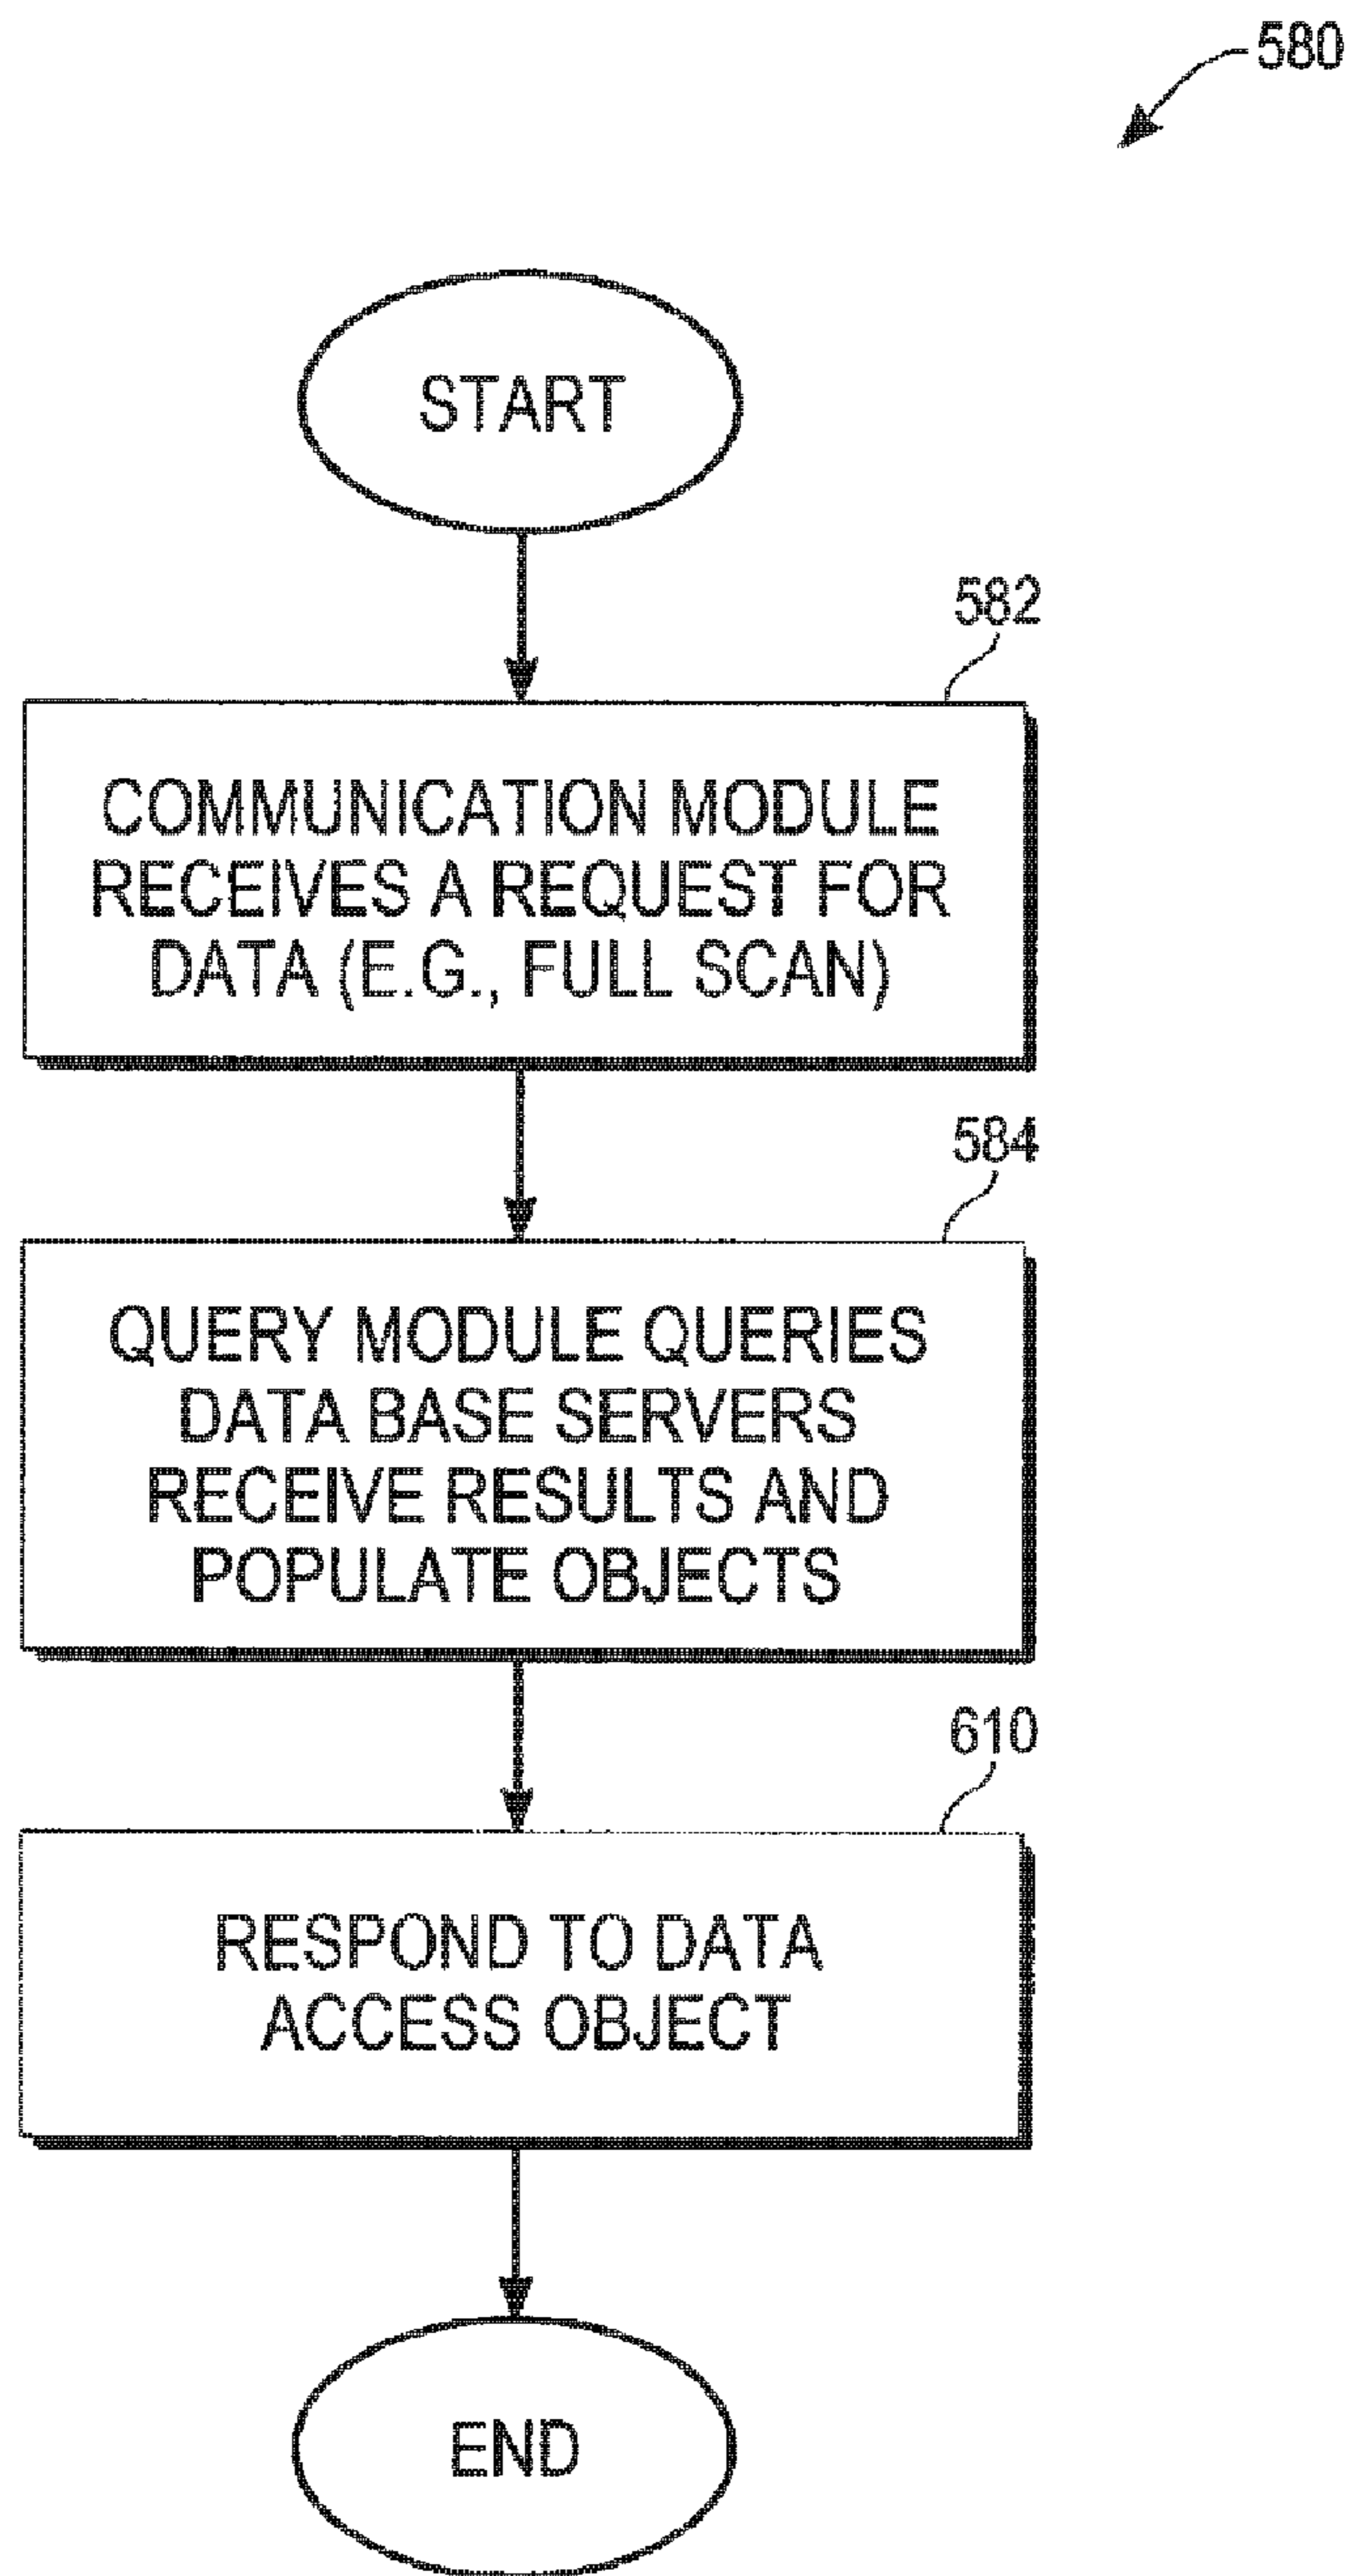 580
START
582
COMMUNICATION MODULE
RECEIVES A REQUEST FOR
DATA (E.G., FULL SCAN)
584
QUERY MODULE QUERIES
DATA BASE SERVERS
RECEIVE RESULTS AND
POPULATE OBJECTS
610
RESPOND TO DATA
ACCESS OBJECT
END